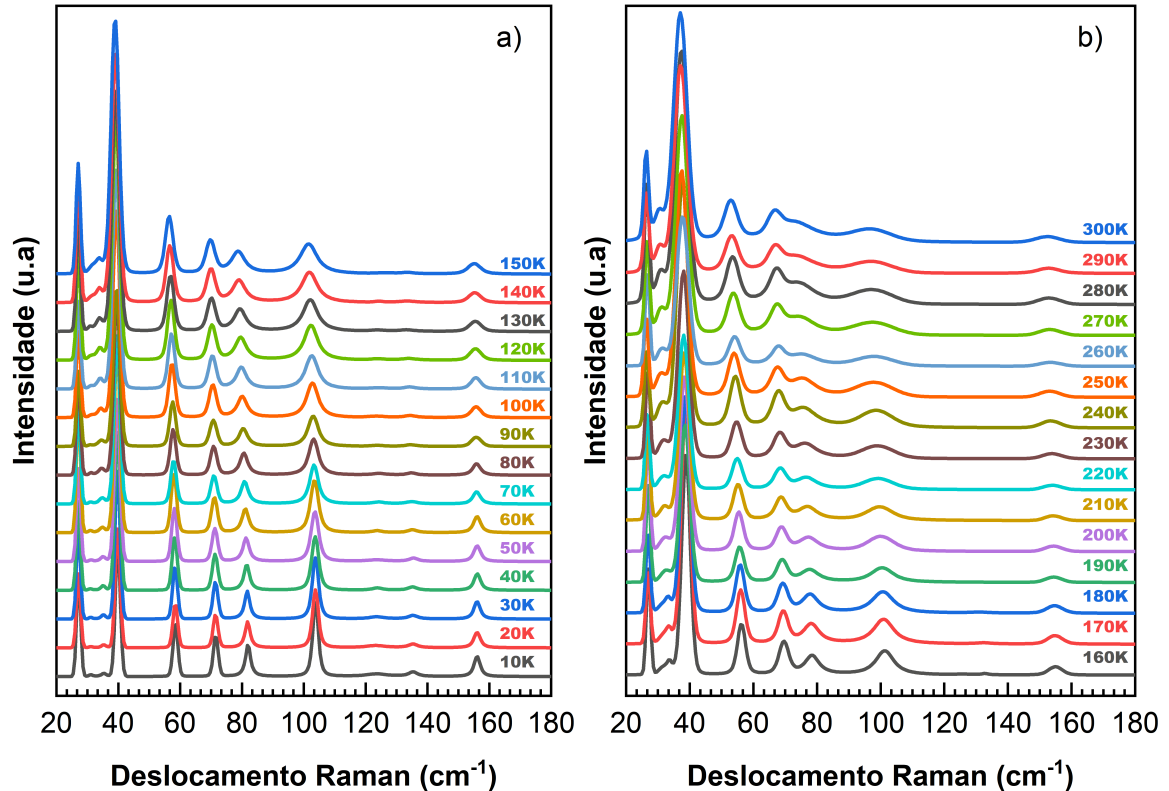 a)
150K
140K
130K
120K
110K
100K
90K
80K
70K
60K
50K
40K
30K
20K
10K
Intensidade (u.a)
20 40 60 80 100 120 140 160 180
Deslocamento Raman (cm-1)
b)
300K
290K
280K
270K
260K
250K
240K
230K
220K
210K
200K
190K
180K
170K
160K
Intensidade (u.a)
20 40 60 80 100 120 140 160 180
Deslocamento Raman (cm-1)